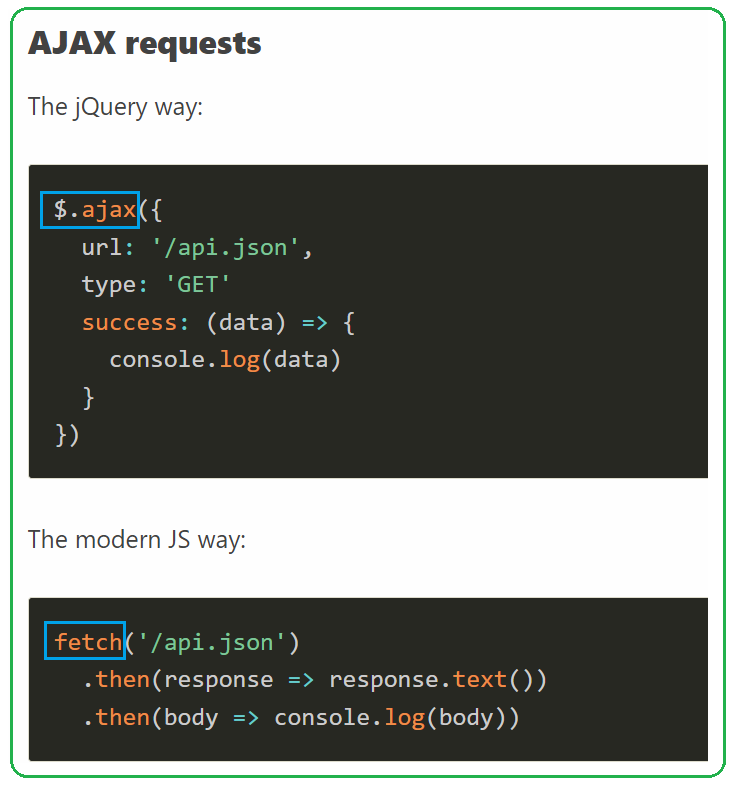 AJAX requests
The jQuery way:
$.ajax({
  url: '/api.json',
  type: 'GET'
  success: (data) => {
    console.log(data)
  }
})
The modern JS way:
fetch('/api.json')
  .then(response => response.text())
  .then(body => console.log(body))